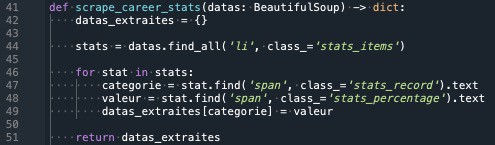 41 def scrape_career_stats(datas: BeautifulSoup) -> dict:
42     datas_extraites = {}
43
44     stats = datas.find_all('li', class_='stats_items')
45
46     for stat in stats:
47         categorie = stat.find('span', class_='stats_record').text
48         valeur = stat.find('span', class_='stats_percentage').text
49         datas_extraites[categorie] = valeur
50
51     return datas_extraites